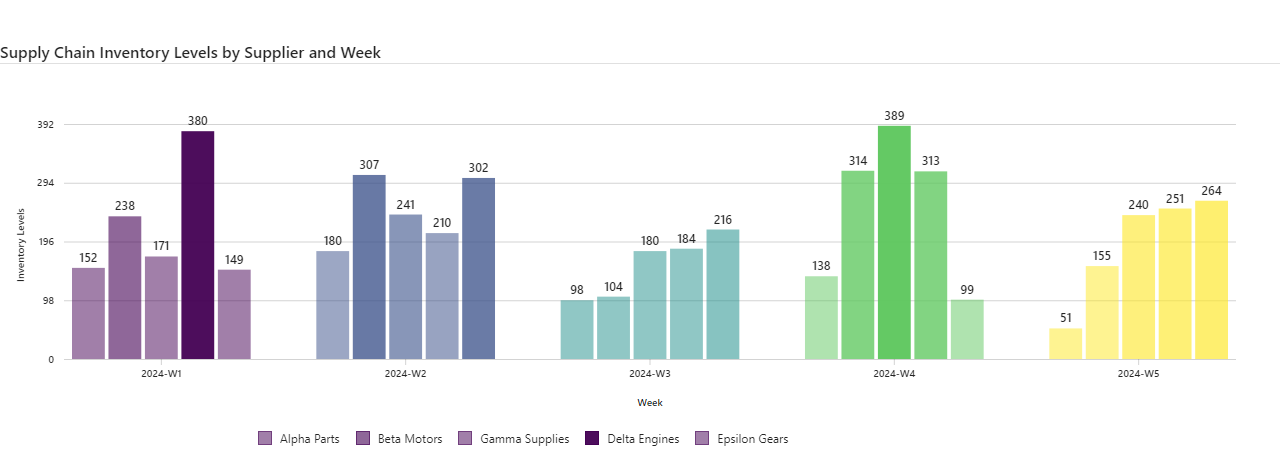 Supply Chain Inventory Levels by Supplier and Week
Inventory Levels
392
294
196
98
0
152
238
171
380
149
180
307
241
210
302
98
104
180
184
216
138
314
389
313
99
51
155
240
251
264
2024-W1
2024-W2
2024-W3
2024-W4
2024-W5
Week
Alpha Parts
Beta Motors
Gamma Supplies
Delta Engines
Epsilon Gears